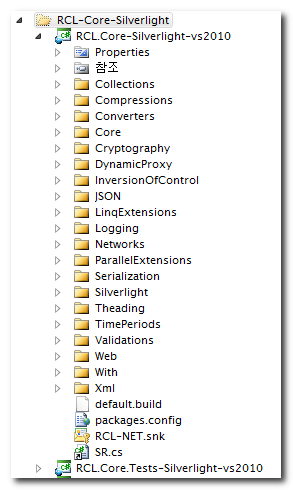 RCL-Core-Silverlight
RCL.Core-Silverlight-vs2010
Properties
참조
Collections
Compressions
Converters
Core
Cryptography
DynamicProxy
InversionOfControl
JSON
LinqExtensions
Logging
Networks
ParallelExtensions
Serialization
Silverlight
Theading
TimePeriods
Validations
Web
With
Xml
default.build
packages.config
RCL-NET.snk
SR.cs
RCL.Core.Tests-Silverlight-vs2010